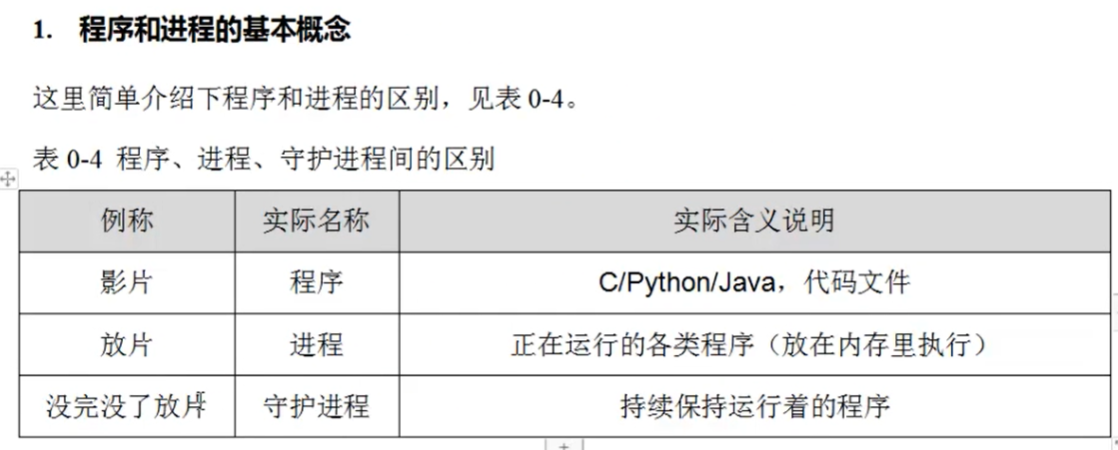 1. 程序和进程的基本概念
这里简单介绍下程序和进程的区别，见表 0-4。
表 0-4 程序、进程、守护进程间的区别
例称 实际名称 实际含义说明
影片 程序 C/Python/Java，代码文件
放片 进程 正在运行的各类程序（放在内存里执行）
没完没了放片 守护进程 持续保持运行着的程序